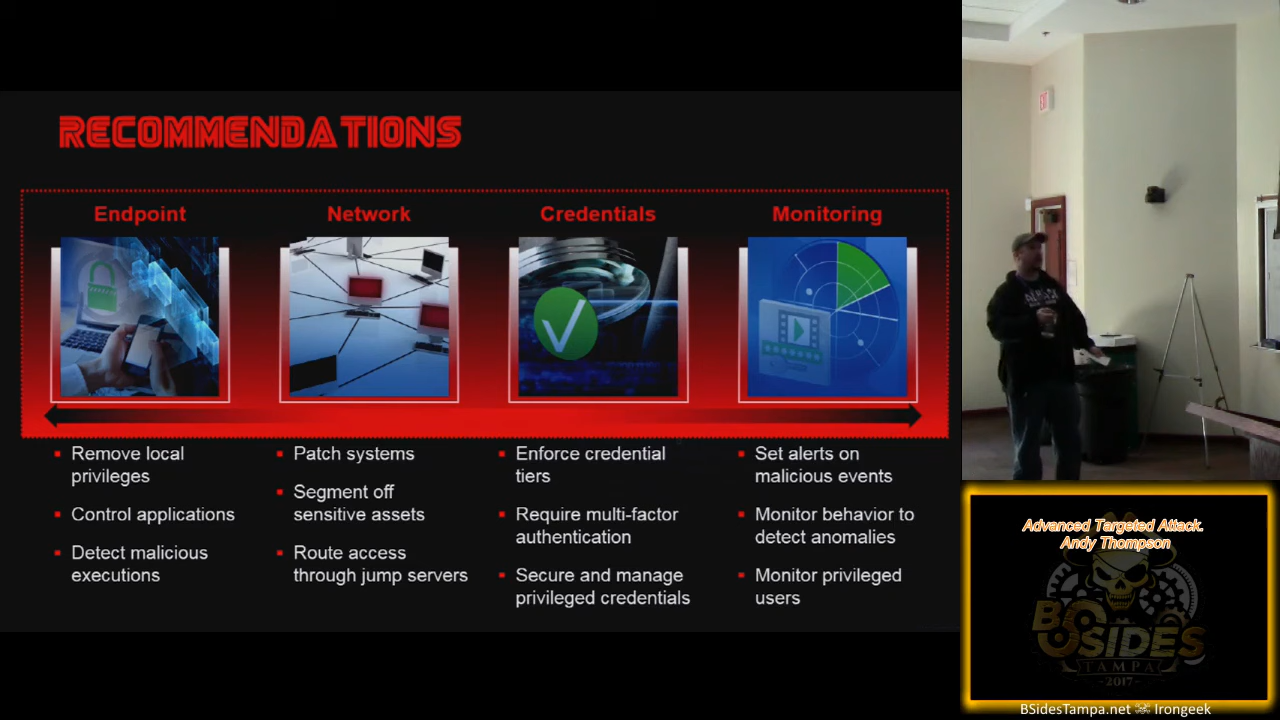 RECOMMENDATIONS
Endpoint
Network
Credentials
Monitoring
Remove local
privileges
Control applications
Detect malicious
executions
Patch systems
Segment off
sensitive assets
Route access
through jump servers
Enforce credential
tiers
Require multi-factor
authentication
Secure and manage
privileged credentials
Set alerts on
malicious events
Monitor behavior to
detect anomalies
Monitor privileged
users
EXIT
Advanced Targeted Attack.
Andy Thompson
BSIDES
TAMPA
-2017-
BSidesTampa.net ☠ Irongeek